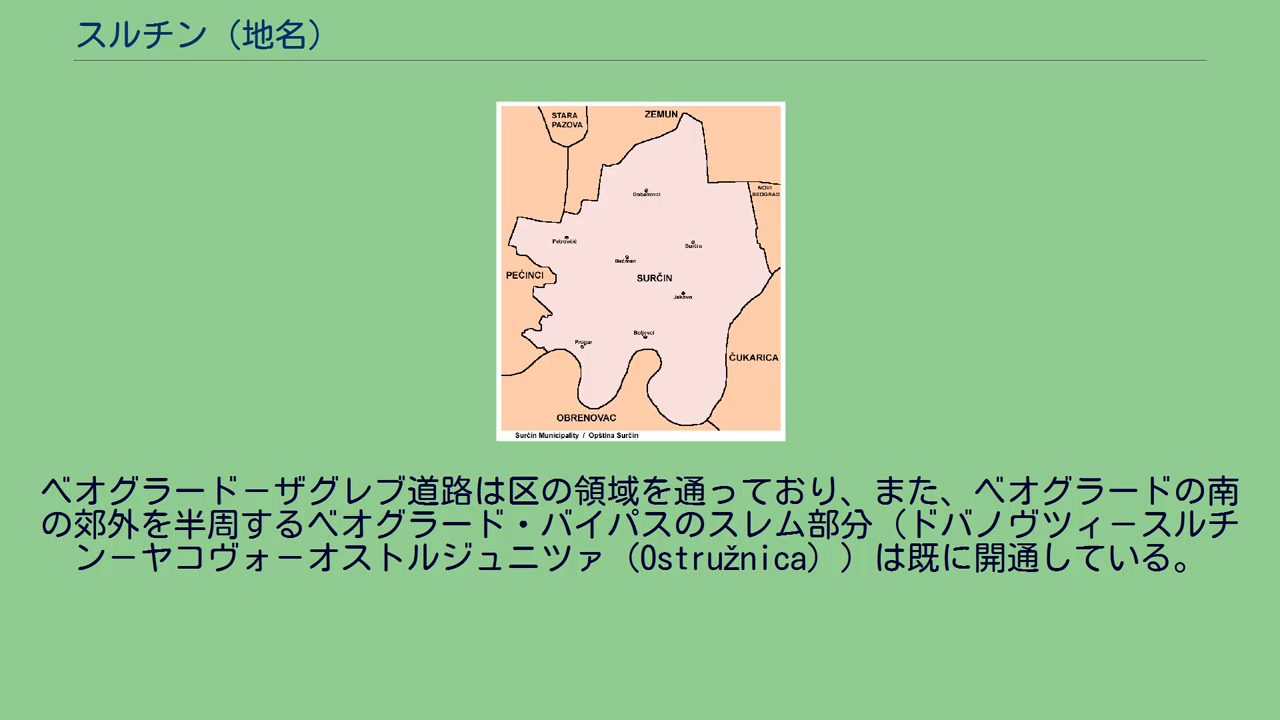 スルチン（地名）
STARA
PAZOVA
ZEMUN
NOVI
BEOGRAD
Dobanovci
Petrovčić
Surčin
Bečmen
PEĆINCI
SURČIN
Jakovo
Boljevci
Progar
ČUKARICA
OBRENOVAC
Surčin Municipality / Opština Surčin
ベオグラード－ザグレブ道路は区の領域を通っており、また、ベオグラードの南
の郊外を半周するベオグラード・バイパスのスレム部分（ドバノヴツィ－スルチ
ン－ヤコヴォ－オストルジュニツァ（Ostružnica））は既に開通している。